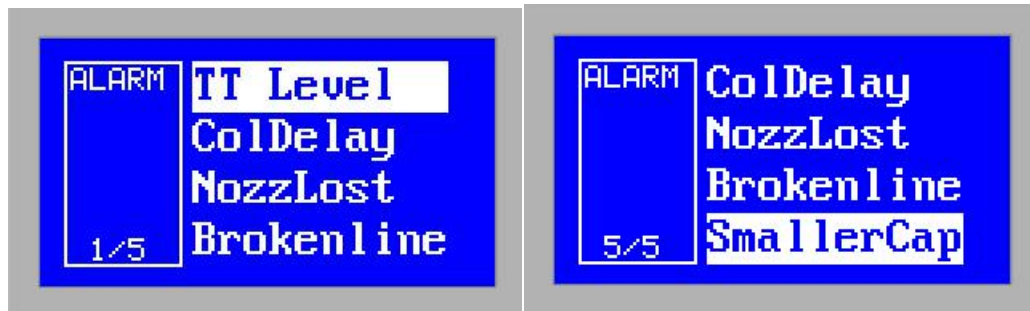 ALARM
TT Level
ColDelay
NozzLost
Brokenline
1/5
ALARM
ColDelay
NozzLost
Brokenline
SmallerCap
5/5